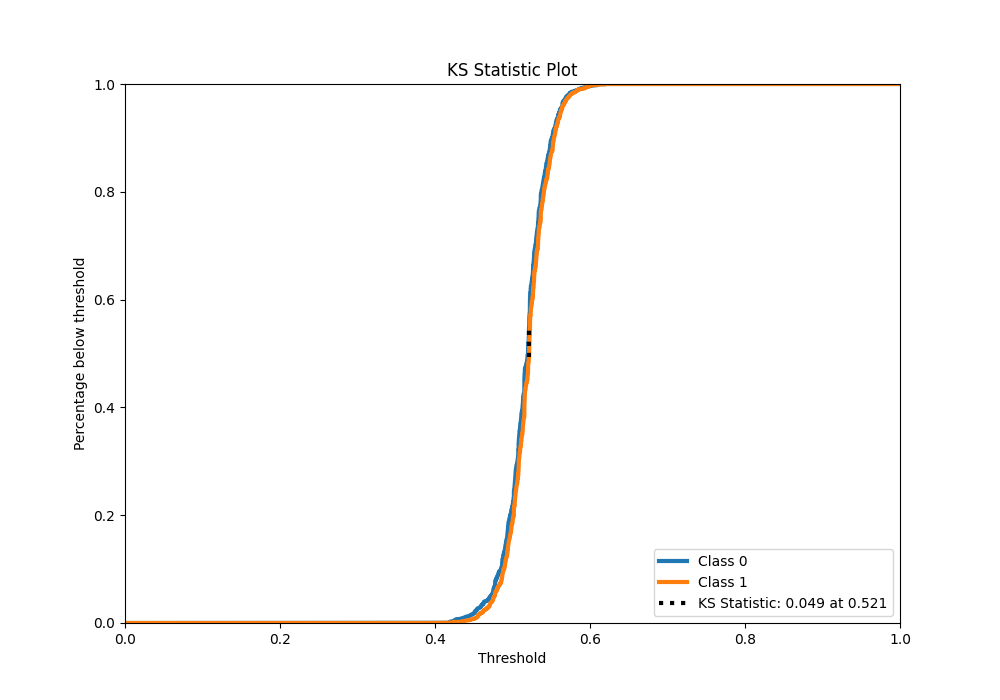 KS Statistic Plot
1.0
0.8
0.6
0.4
0.2
0.0
Percentage below threshold
0.0 0.2 0.4 0.6 0.8 1.0
Threshold
Class 0
Class 1
KS Statistic: 0.049 at 0.521